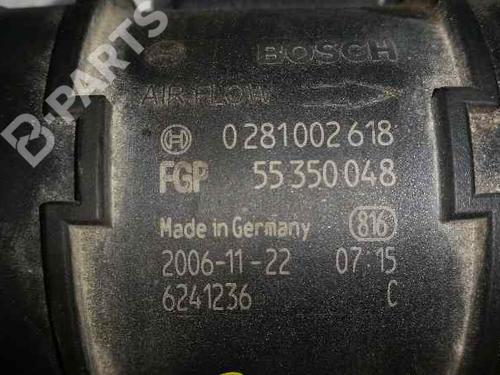 B-PARTS
BOSCH
AIR FLOW
0 281 002 618
FGP 55 350 048
Made in Germany 816
2006-11-22 07:15
6241236 C